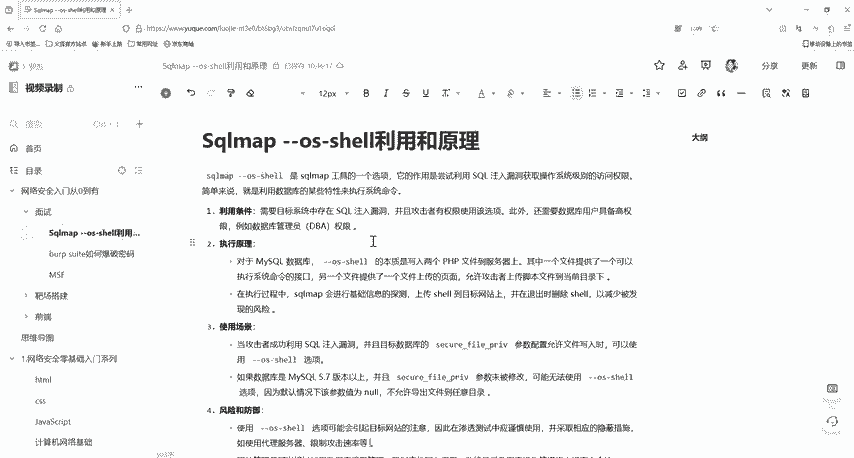 Sqlmap --os-shell利用和原理
分享
更新
视频录制
12px
Sqlmap --os-shell利用和原理
大纲
首页
目录
网络安全入门从0到有
面试
Sqlmap --os-shell利用...
burp suite如何爆破密码
MSF
靶场搭建
前端
思维导图
1.网络安全零基础入门系列
html
css
JavaScript
计算机网络基础
sqlmap --os-shell 是 sqlmap 工具的一个选项，它的作用是尝试利用 SQL 注入漏洞获取操作系统级别的访问权限。
简单来说，就是利用数据库的某些特性来执行系统命令。
1. 利用条件：需要目标系统中存在 SQL 注入漏洞，并且攻击者有权限使用该选项。此外，还需要数据库用户具备高权
限，例如数据库管理员（DBA）权限 。
2. 执行原理：
• 对于 MySQL 数据库， --os-shell 的本质是写入两个 PHP 文件到服务器上。其中一个文件提供了一个可以
执行系统命令的接口，另一个文件提供了一个文件上传的页面，允许攻击者上传脚本文件到当前目录下 。
• 在执行过程中，sqlmap 会进行基础信息的探测，上传 shell 到目标网站上，并在退出时删除 shell，以减少被发
现的风险 。
3. 使用场景：
• 当攻击者成功利用 SQL 注入漏洞，并且目标数据库的 secure_file_priv 参数配置允许文件写入时，可以使
用 --os-shell 选项。
• 如果数据库是 MySQL 5.7 版本以上，并且 secure_file_priv 参数未被修改，可能无法使用 --os-shell
选项，因为默认情况下该参数值为 null，不允许导出文件到任意目录 。
4. 风险和防御：
• 使用 --os-shell 选项可能会引起目标网站的注意，因此在渗透测试中应谨慎使用，并采取相应的隐蔽措施，
如使用代理服务器、限制攻击速率等